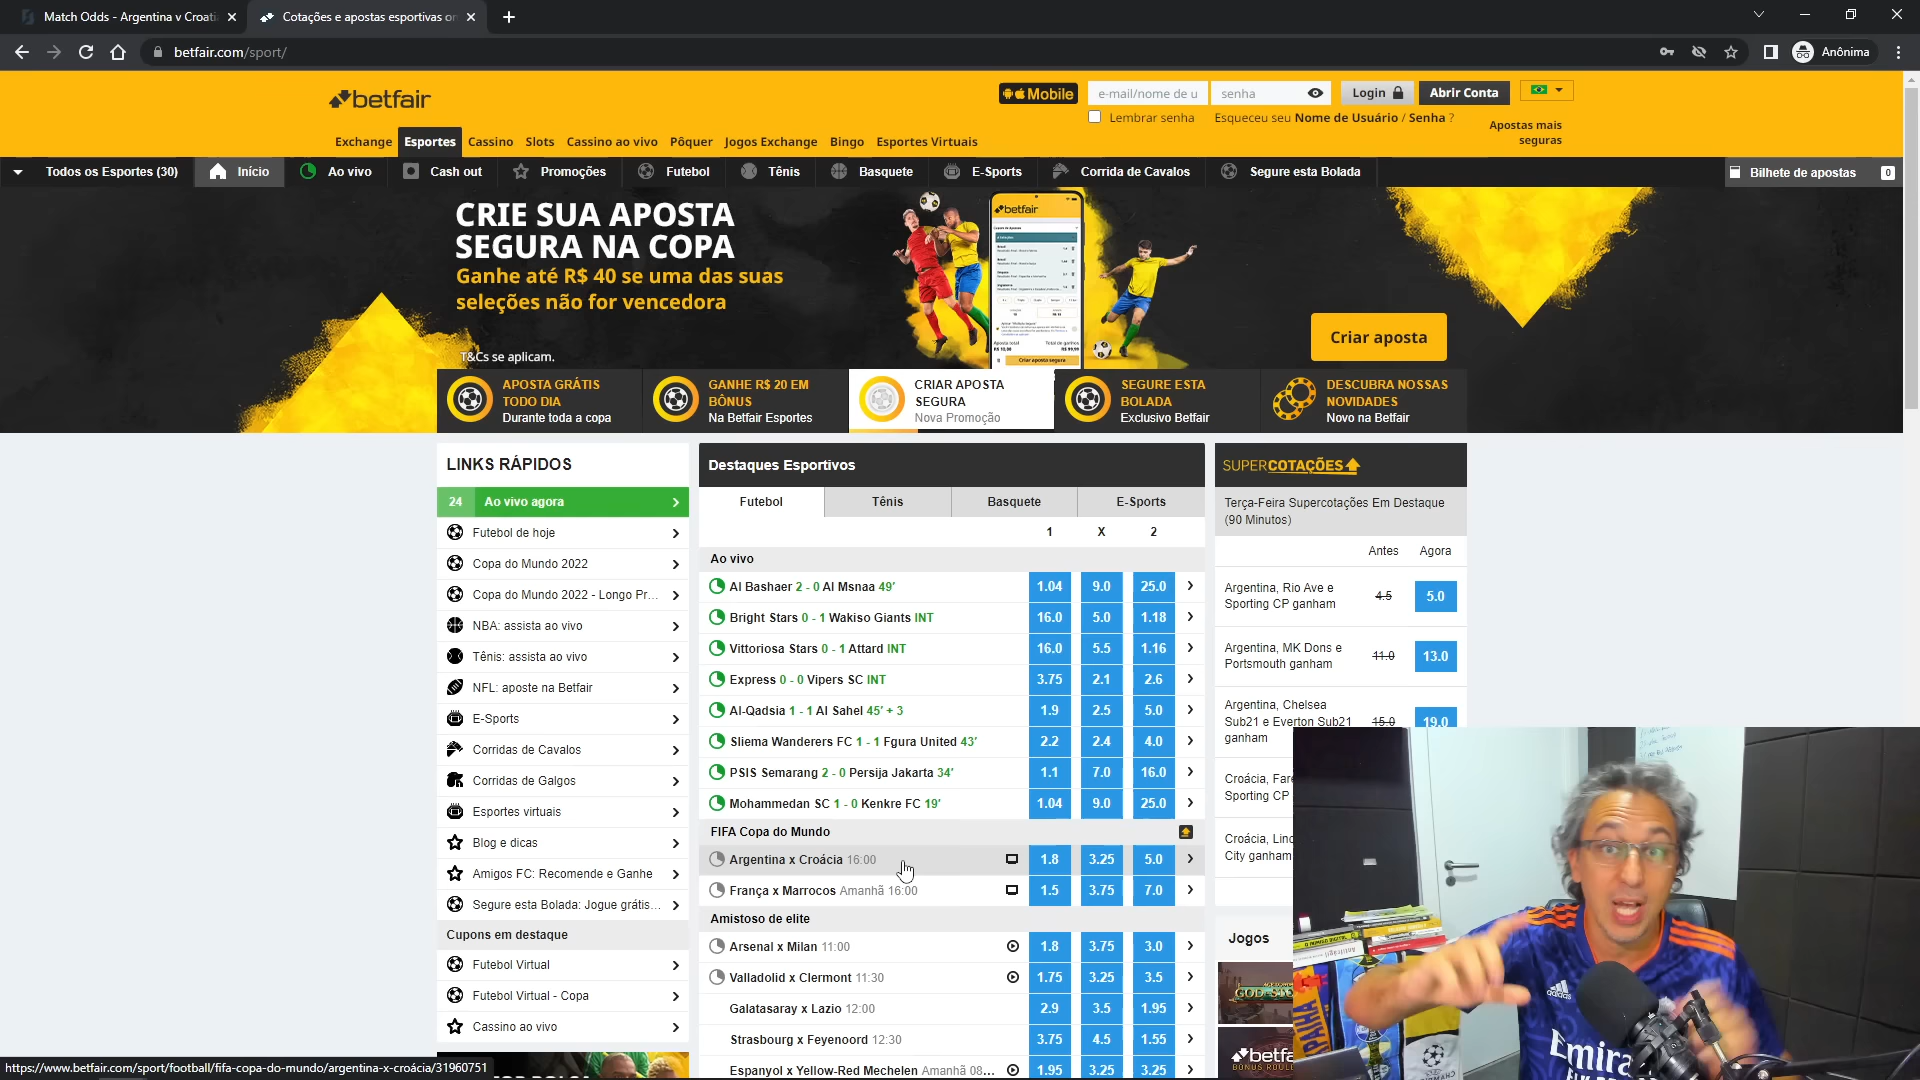 Match Odds - Argentina v Croati
Cotações e apostas esportivas on
betfair.com/sport/
Anônima
betfair
Mobile
e-mail/nome de u
senha
Login
Abrir Conta
Lembrar senha
Esqueceu seu Nome de Usuário / Senha ?
Apostas mais
seguras
Exchange
Esportes
Cassino
Slots
Cassino ao vivo
Pôquer
Jogos Exchange
Bingo
Esportes Virtuais
Todos os Esportes (30)
Início
Ao vivo
Cash out
Promoções
Futebol
Tênis
Basquete
E-Sports
Corrida de Cavalos
Segure esta Bolada
Bilhete de apostas
0
CRIE SUA APOSTA
SEGURA NA COPA
Ganhe até R$ 40 se uma das suas
seleções não for vencedora
T&Cs se aplicam.
betfair
Criar aposta segura
Criar aposta
APOSTA GRÁTIS
TODO DIA
Durante toda a copa
GANHE R$ 20 EM
BÔNUS
Na Betfair Esportes
CRIAR APOSTA
SEGURA
Nova Promoção
SEGURE ESTA
BOLADA
Exclusivo Betfair
DESCUBRA NOSSAS
NOVIDADES
Novo na Betfair
LINKS RÁPIDOS
24 Ao vivo agora
Futebol de hoje
Copa do Mundo 2022
Copa do Mundo 2022 - Longo Pr...
NBA: assista ao vivo
Tênis: assista ao vivo
NFL: aposte na Betfair
E-Sports
Corridas de Cavalos
Corridas de Galgos
Esportes virtuais
Blog e dicas
Amigos FC: Recomende e Ganhe
Segure esta Bolada: Jogue grátis...
Cupons em destaque
Futebol Virtual
Futebol Virtual - Copa
Cassino ao vivo
Destaques Esportivos
Futebol
Tênis
Basquete
E-Sports
1 X 2
Ao vivo
Al Bashaer 2 - 0 Al Msnaa 49' 1.04 9.0 25.0
Bright Stars 0 - 1 Wakiso Giants INT 16.0 5.0 1.18
Vittoriosa Stars 0 - 1 Attard INT 16.0 5.5 1.16
Express 0 - 0 Vipers SC INT 3.75 2.1 2.6
Al-Qadsia 1 - 1 Al Sahel 45' + 3 1.9 2.5 5.0
Sliema Wanderers FC 1 - 1 Fgura United 43' 2.2 2.4 4.0
PSIS Semarang 2 - 0 Persija Jakarta 34' 1.1 7.0 16.0
Mohammedan SC 1 - 0 Kenkre FC 19' 1.04 9.0 25.0
FIFA Copa do Mundo
Argentina x Croácia 16:00 1.8 3.25 5.0
França x Marrocos Amanhã 16:00 1.5 3.75 7.0
Amistoso de elite
Arsenal x Milan 11:00 1.8 3.75 3.0
Valladolid x Clermont 11:30 1.75 3.25 3.5
Galatasaray x Lazio 12:00 2.9 3.5 1.95
Strasbourg x Feyenoord 12:30 3.75 4.5 1.55
Espanyol x Yellow-Red Mechelen Amanhã 08... 1.95 3.25 3.25
SUPERCOTAÇÕES
Terça-Feira Supercotações Em Destaque
(90 Minutos)
Antes Agora
Argentina, Rio Ave e
Sporting CP ganham
4.5 5.0
Argentina, MK Dons e
Portsmouth ganham
11.0 13.0
Argentina, Chelsea
Sub21 e Everton Sub21
ganham
15.0 19.0
Croácia, Fare
Sporting CP
Croácia, Linc
City ganham
Jogos
betfa
Emira
adidas
https://www.betfair.com/sport/football/fifa-copa-do-mundo/argentina-x-croácia/31960751